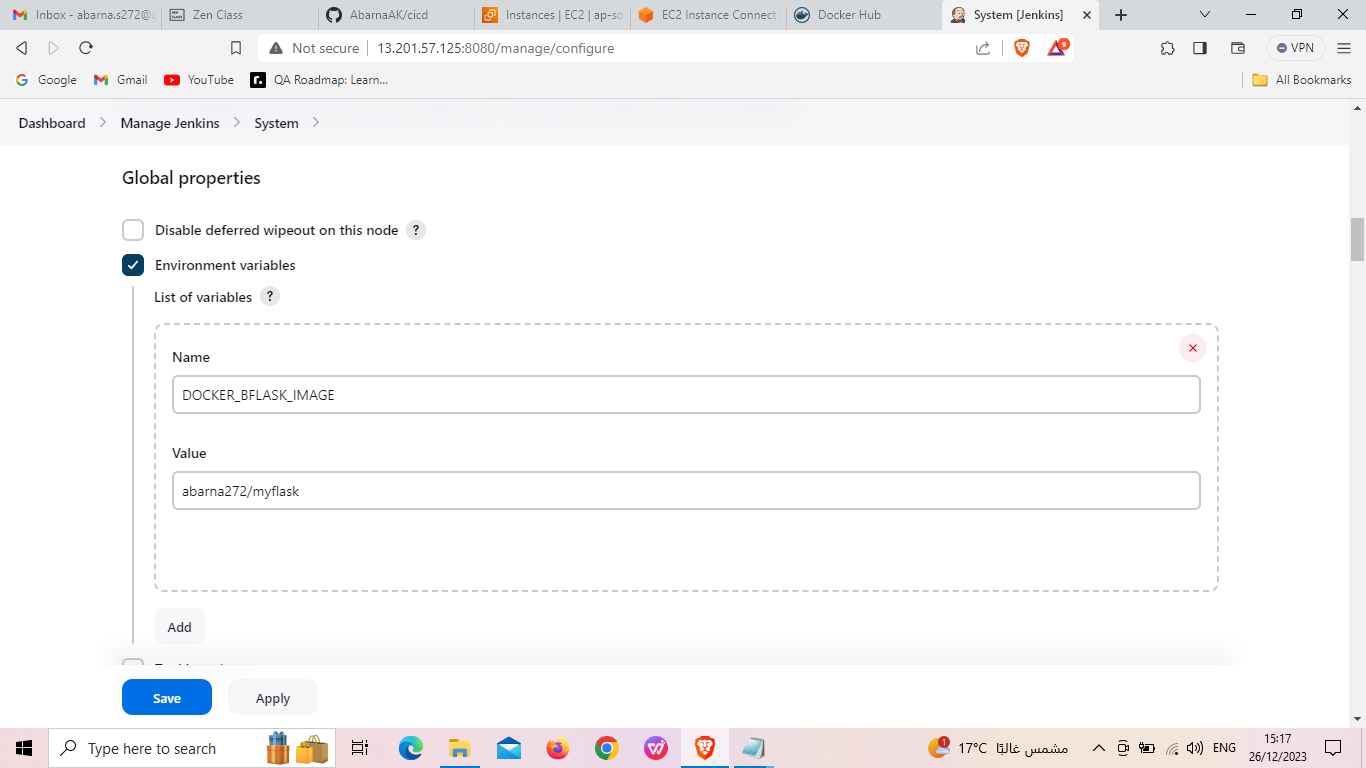 Inbox - abarna.s272@g
Zen Class
AbarnaAK/cicd
Instances | EC2 | ap-so
EC2 Instance Connect
Docker Hub
System [Jenkins]
Not secure
13.201.57.125:8080/manage/configure
9
VPN
Google
Gmail
YouTube
QA Roadmap: Learn...
All Bookmarks
Dashboard
Manage Jenkins
System
Global properties
Disable deferred wipeout on this node ?
Environment variables
List of variables ?
Name
DOCKER_BFLASK_IMAGE
Value
abarna272/myflask
Add
Save
Apply
Type here to search
1
17°C مشمس غالبًا
ENG
15:17
26/12/2023